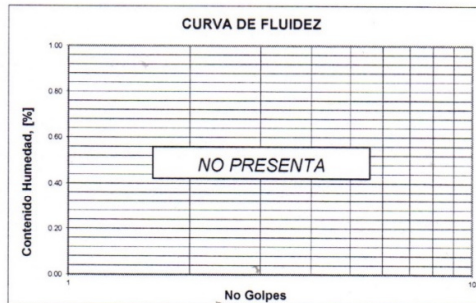 CURVA DE FLUIDEZ
Contenido Humedad, [%]
1.00
0.80
0.60
0.40
0.20
0.00
NO PRESENTA
1
10
No Golpes